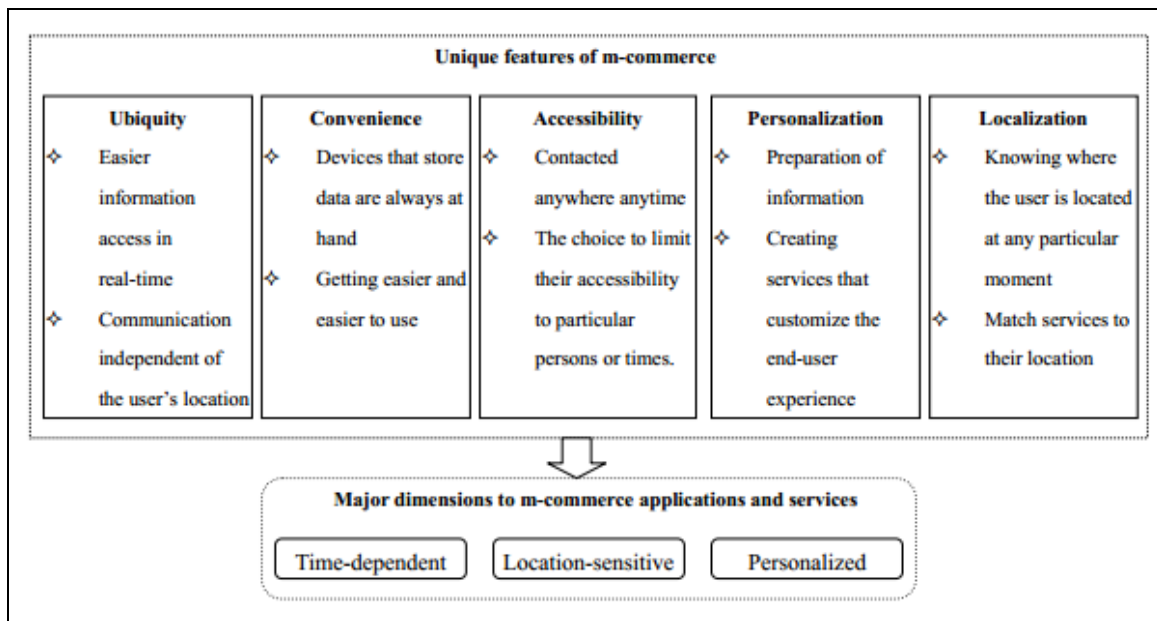 Unique features of m-commerce
Ubiquity
✧ Easier
information
access in
real-time
✧ Communication
independent of
the user's location
Convenience
✧ Devices that store
data are always at
hand
✧ Getting easier and
easier to use
Accessibility
✧ Contacted
anywhere anytime
✧ The choice to limit
their accessibility
to particular
persons or times.
Personalization
✧ Preparation of
information
✧ Creating
services that
customize the
end-user
experience
Localization
✧ Knowing where
the user is located
at any particular
moment
✧ Match services to
their location
Major dimensions to m-commerce applications and services
Time-dependent
Location-sensitive
Personalized